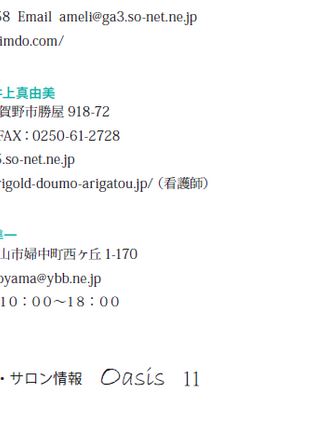 58 Email ameli@ga3.so-net.ne.jp
imdo.com/
井上真由美
賀野市勝屋 918-72
FAX：0250-61-2728
.so-net.ne.jp
rigold-doumo-arigatou.jp/（看護師）
一
山市婦中町西ヶ丘 1-170
oyama@ybb.ne.jp
１０：００～１８：００
・サロン情報 Oasis 11